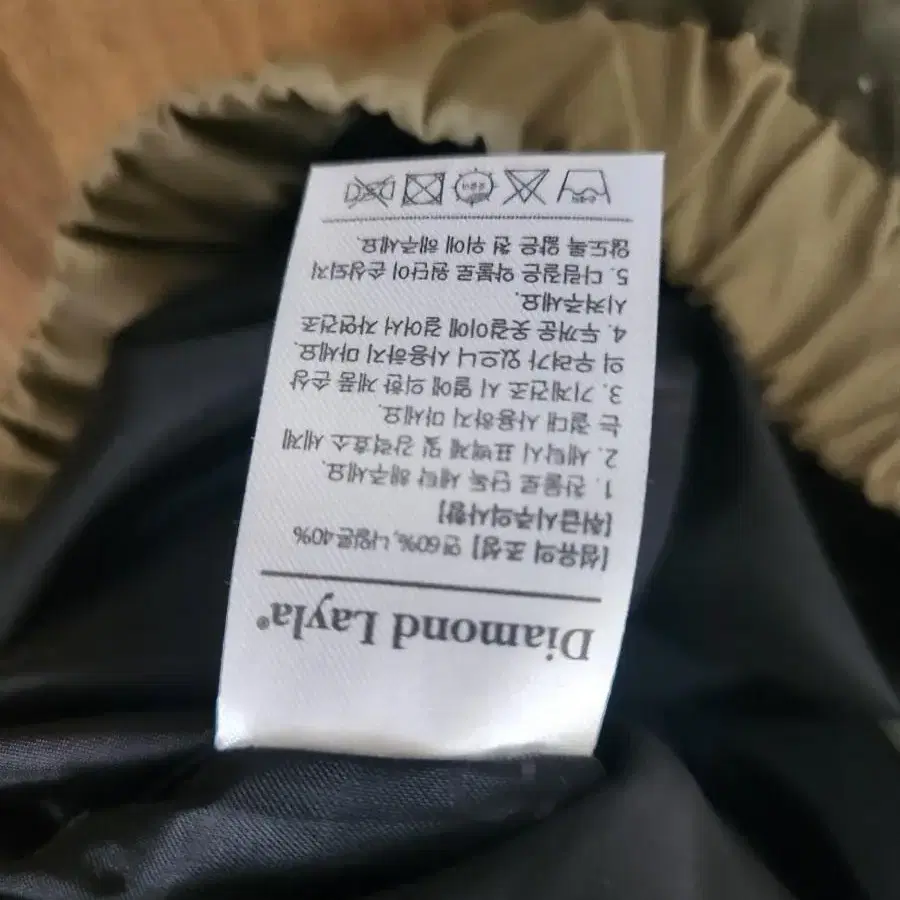 Diamond Layla®
[섬유의 조성] 면60%, 나일론40%
[취급시주의사항]
1. 찬물로 단독 세탁 해주세요.
2. 세탁시 표백제 및 강력효소 세제
는 절대 사용하지 마세요.
3. 기계건조 시 열에 의한 제품 손상
의 우려가 있으니 사용하지 마세요.
4. 두꺼운 옷걸이에 걸어서 자연건조
시켜주세요.
5. 다림질은 약불로 원단이 손상되지
않도록 얇은 천 위에 해주세요.